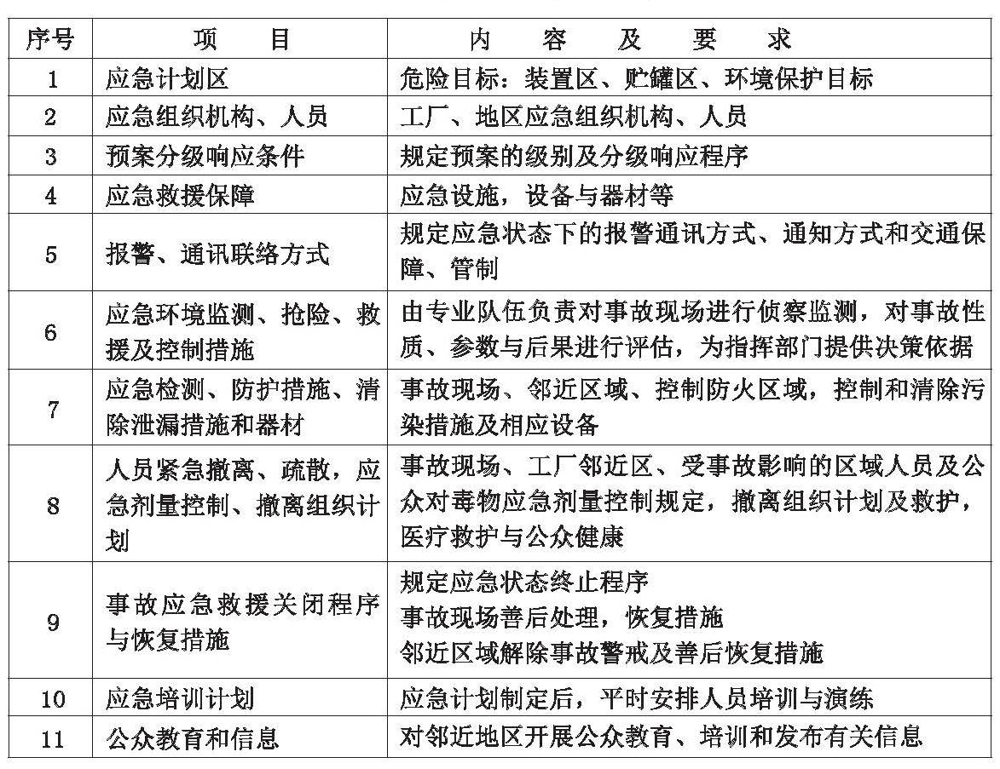 序号 项目 内容及要求
1 应急计划区 危险目标：装置区、贮罐区、环境保护目标
2 应急组织机构、人员 工厂、地区应急组织机构、人员
3 预案分级响应条件 规定预案的级别及分级响应程序
4 应急救援保障 应急设施，设备与器材等
5 报警、通讯联络方式
规定应急状态下的报警通讯方式、通知方式和交通保
障、管制
6
应急环境监测、抢险、救
援及控制措施
由专业队伍负责对事故现场进行侦察监测，对事故性
质、参数与后果进行评估，为指挥部门提供决策依据
7
应急检测、防护措施、清
除泄漏措施和器材
事故现场、邻近区域、控制防火区域，控制和清除污
染措施及相应设备
8
人员紧急撤离、疏散，应
急剂量控制、撤离组织计
划
事故现场、工厂邻近区、受事故影响的区域人员及公
众对毒物应急剂量控制规定，撤离组织计划及救护，
医疗救护与公众健康
9
事故应急救援关闭程序
与恢复措施
规定应急状态终止程序
事故现场善后处理，恢复措施
邻近区域解除事故警戒及善后恢复措施
10 应急培训计划 应急计划制定后，平时安排人员培训与演练
11 公众教育和信息 对邻近地区开展公众教育、培训和发布有关信息